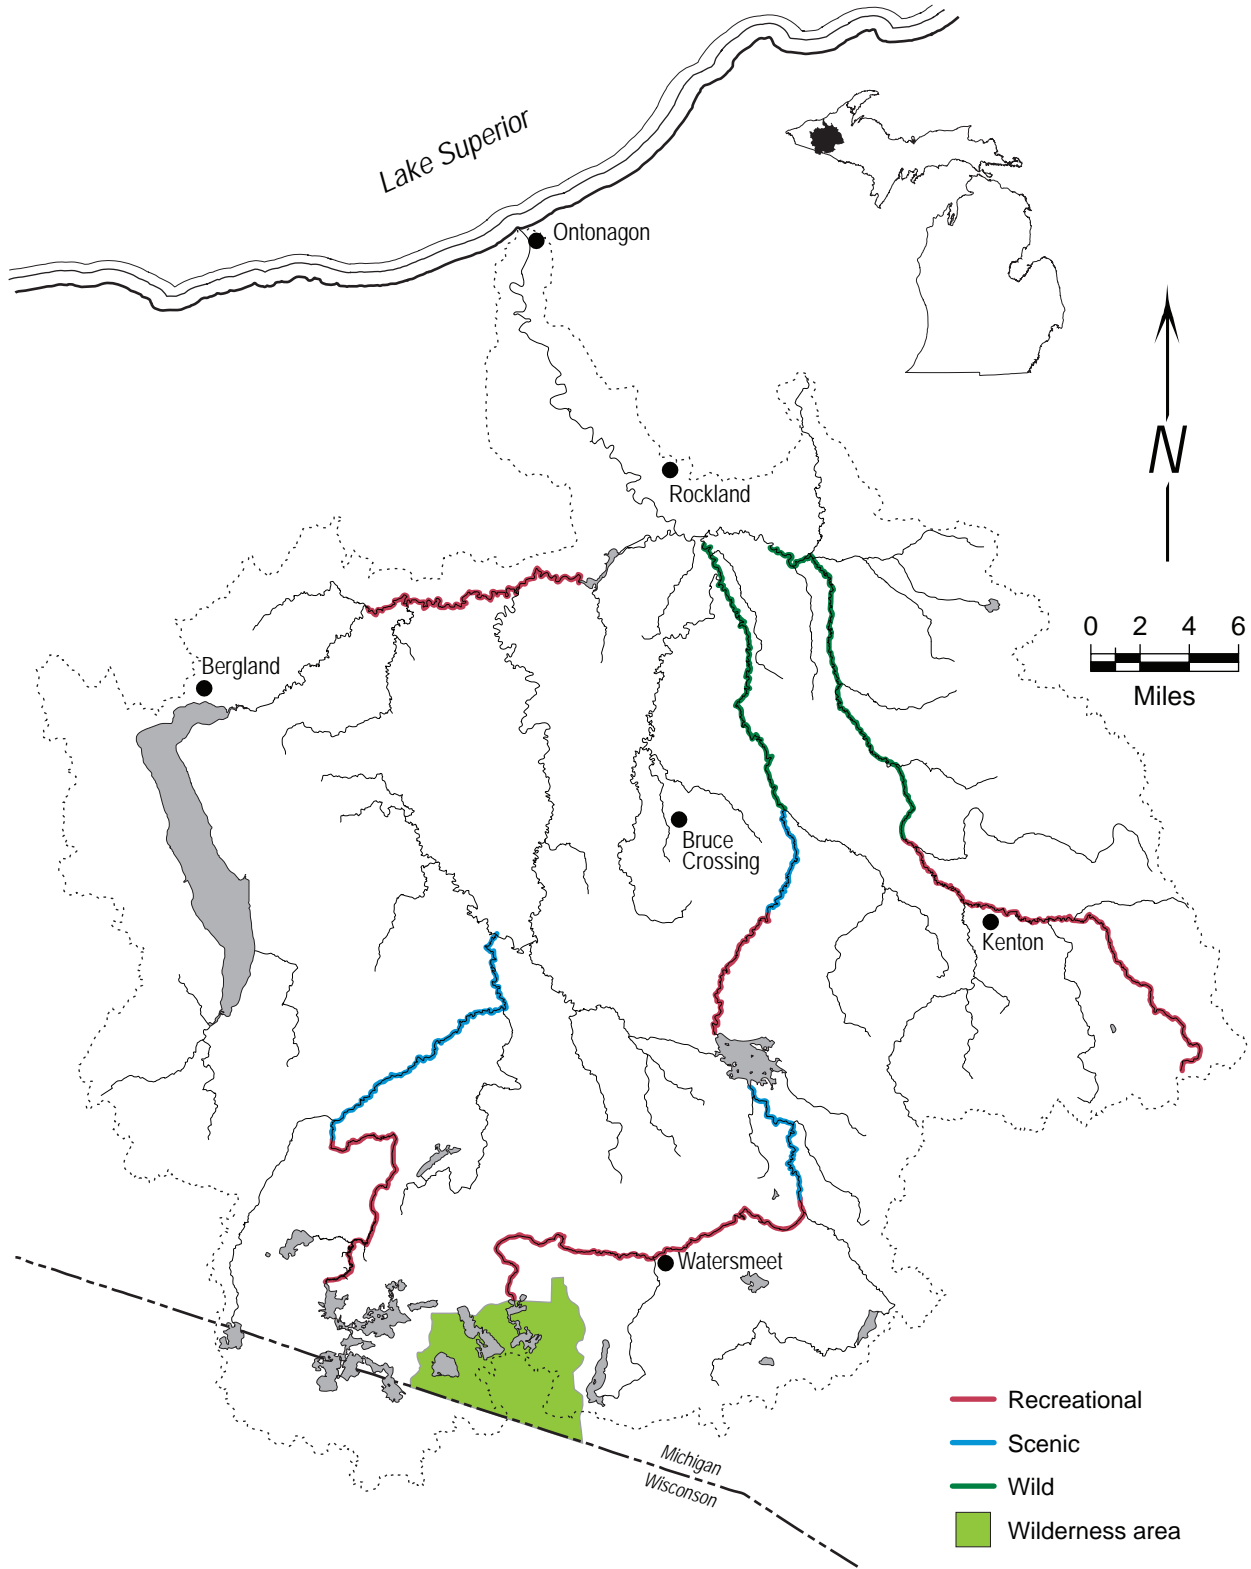 Lake Superior
Ontonagon
Rockland
N
0 2 4 6
Miles
Bergland
Bruce
Crossing
Kenton
Watersmeet
Michigan
Wisconson
Recreational
Scenic
Wild
Wilderness area